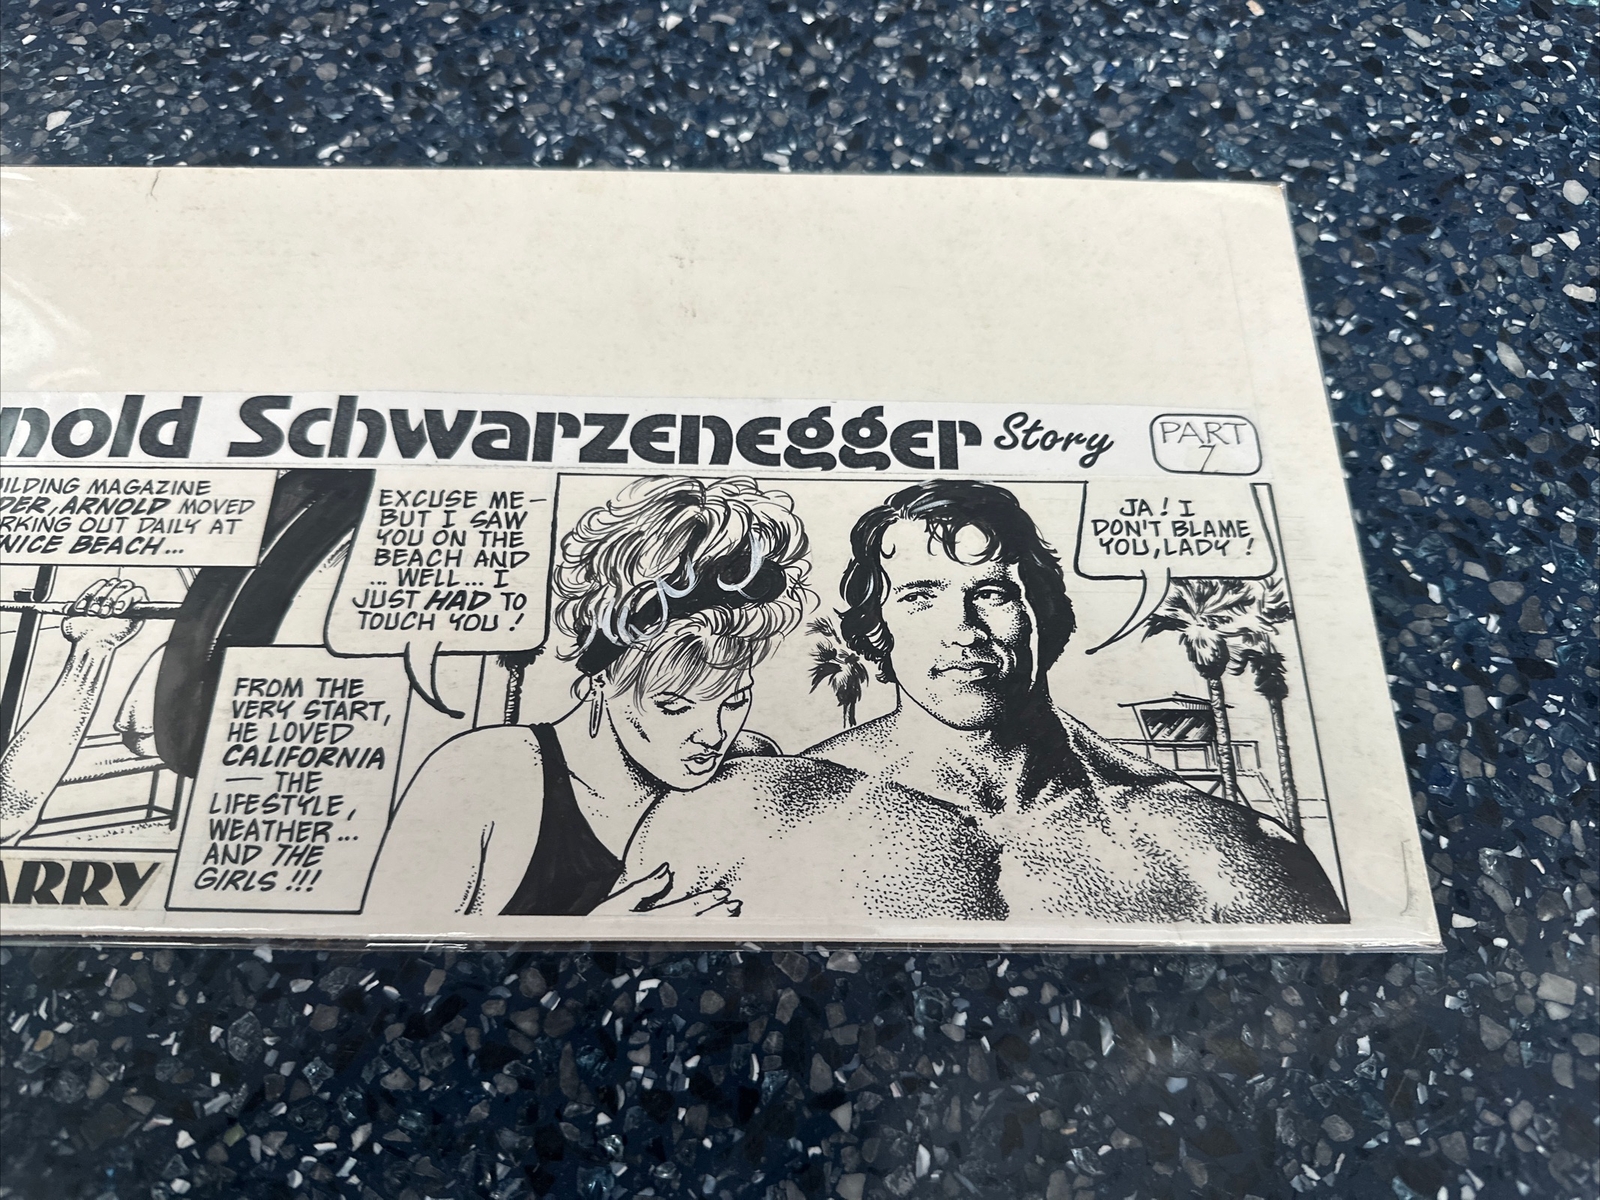 nold Schwarzenegger Story
PART
7
ILDING MAGAZINE
DER, ARNOLD MOVED
RKING OUT DAILY AT
NICE BEACH...
EXCUSE ME—
BUT I SAW
YOU ON THE
BEACH AND
... WELL... I
JUST HAD TO
TOUCH YOU !
JA! I
DON'T BLAME
YOU, LADY !
FROM THE
VERY START,
HE LOVED
CALIFORNIA
— THE
LIFESTYLE,
WEATHER...
AND THE
GIRLS !!!
ARRY